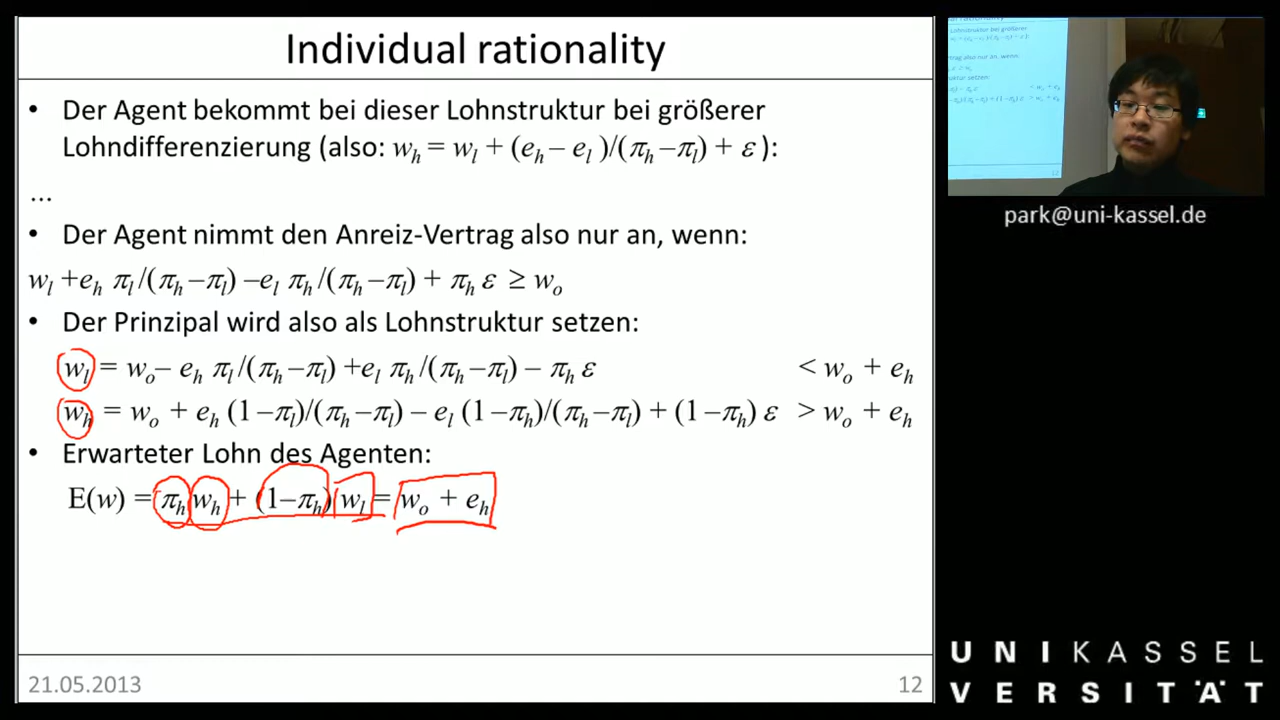 Individual rationality
• Der Agent bekommt bei dieser Lohnstruktur bei größerer
Lohndifferenzierung (also: wₕ = wₗ + (eₕ – eₗ )/(πₕ–πₗ) + ε ):
...
• Der Agent nimmt den Anreiz-Vertrag also nur an, wenn:
wₗ +eₕ πₗ/(πₕ–πₗ) –eₗ πₕ/(πₕ–πₗ) + πₕ ε ≥ wₒ
• Der Prinzipal wird also als Lohnstruktur setzen:
wₗ = wₒ– eₕ πₗ/(πₕ–πₗ) +eₗ πₕ/(πₕ–πₗ) – πₕ ε < wₒ + eₕ
wₕ = wₒ + eₕ (1–πₗ)/(πₕ–πₗ) – eₗ (1–πₕ)/(πₕ–πₗ) + (1–πₕ) ε > wₒ + eₕ
• Erwarteter Lohn des Agenten:
E(w) = πₕ wₕ + (1–πₕ) wₗ = wₒ + eₕ
21.05.2013 12
park@uni-kassel.de
UNIKASSEL
VERSITÄT